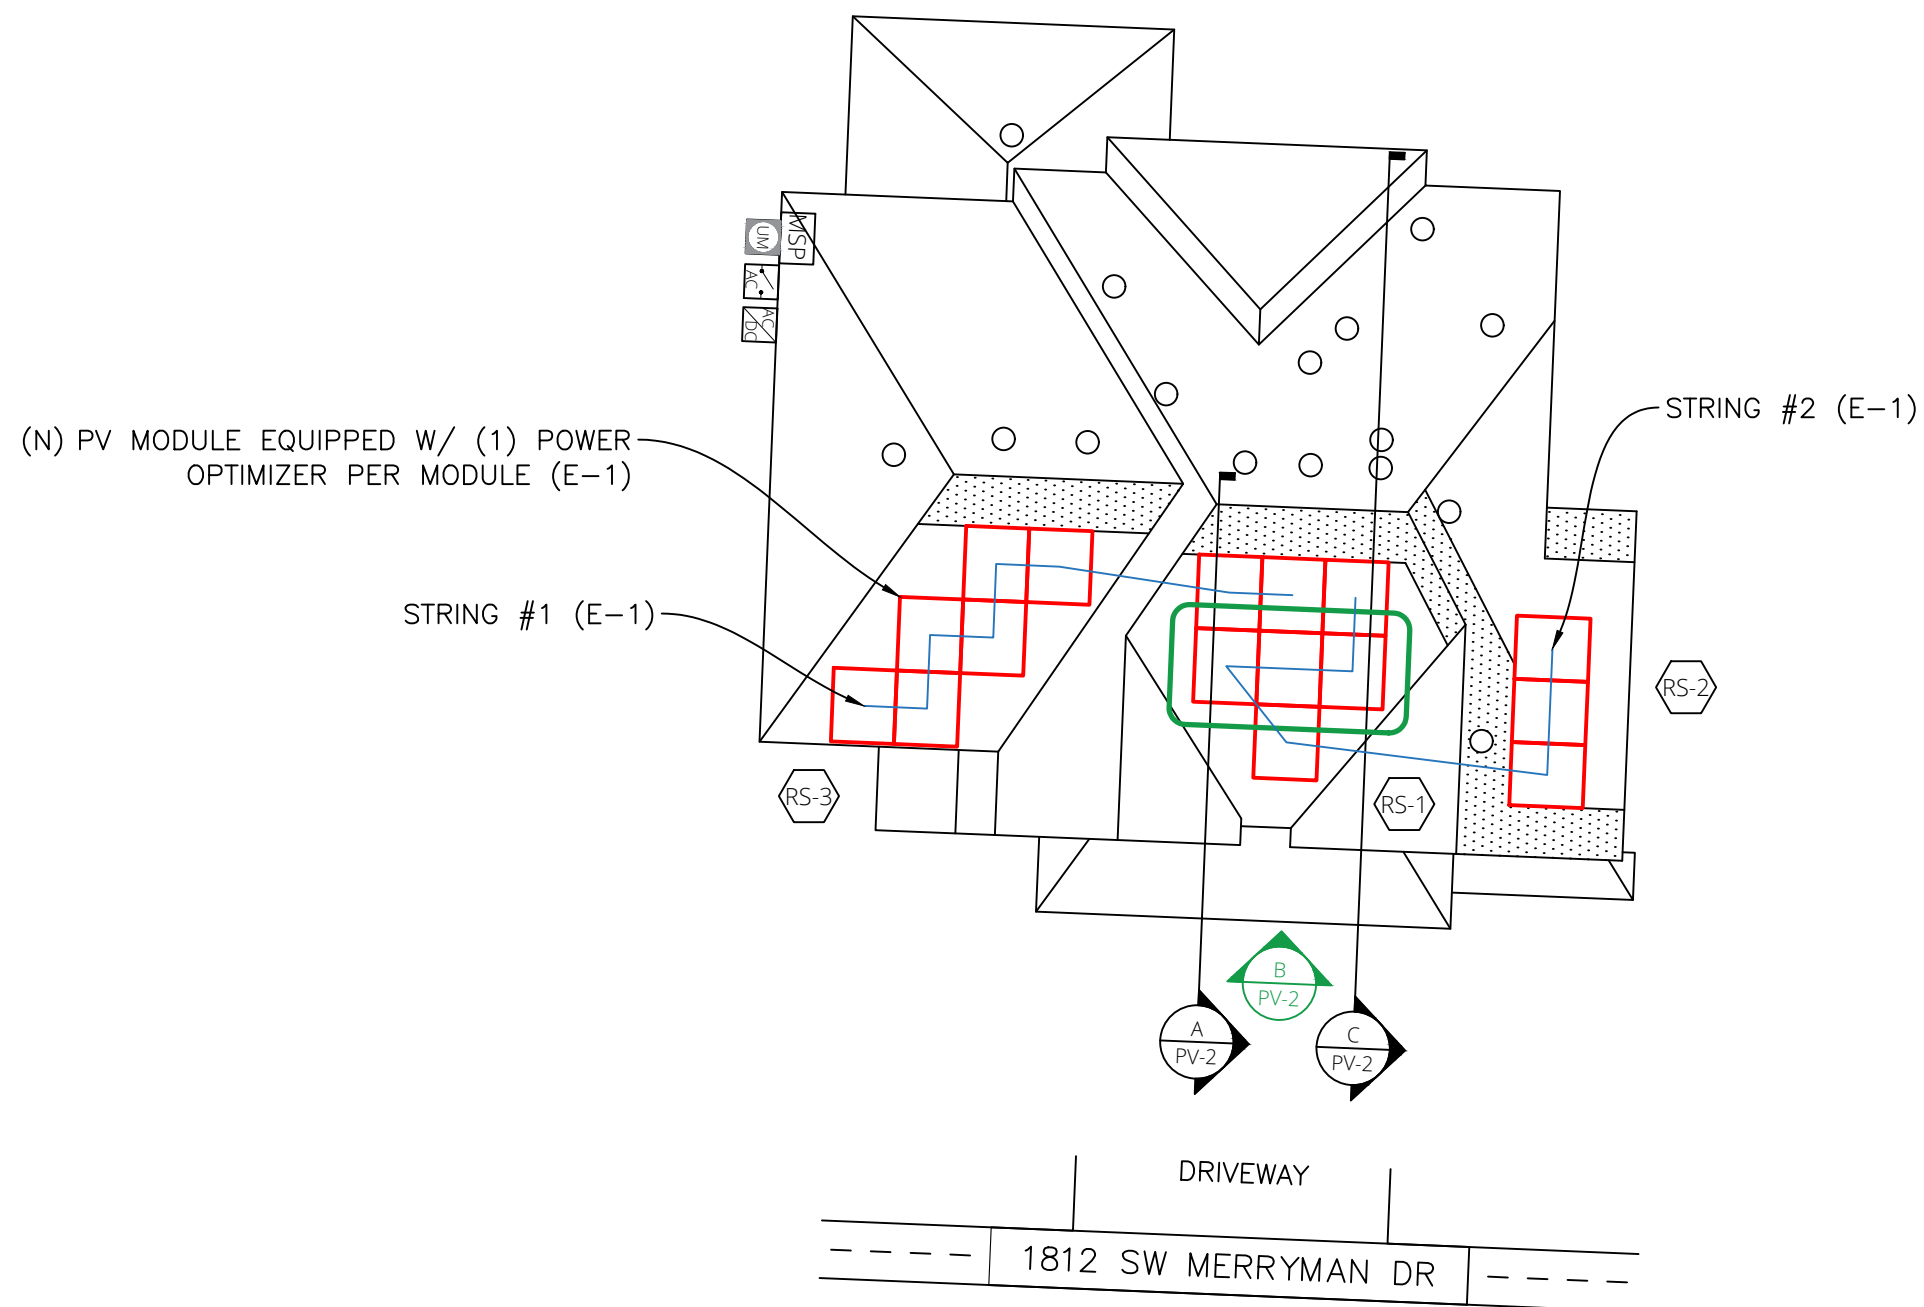 MSP
UM
AC
AC
DC
(N) PV MODULE EQUIPPED W/ (1) POWER
OPTIMIZER PER MODULE (E-1)
STRING #2 (E-1)
STRING #1 (E-1)
RS-2
RS-3
RS-1
B
PV-2
A
PV-2
C
PV-2
DRIVEWAY
1812 SW MERRYMAN DR